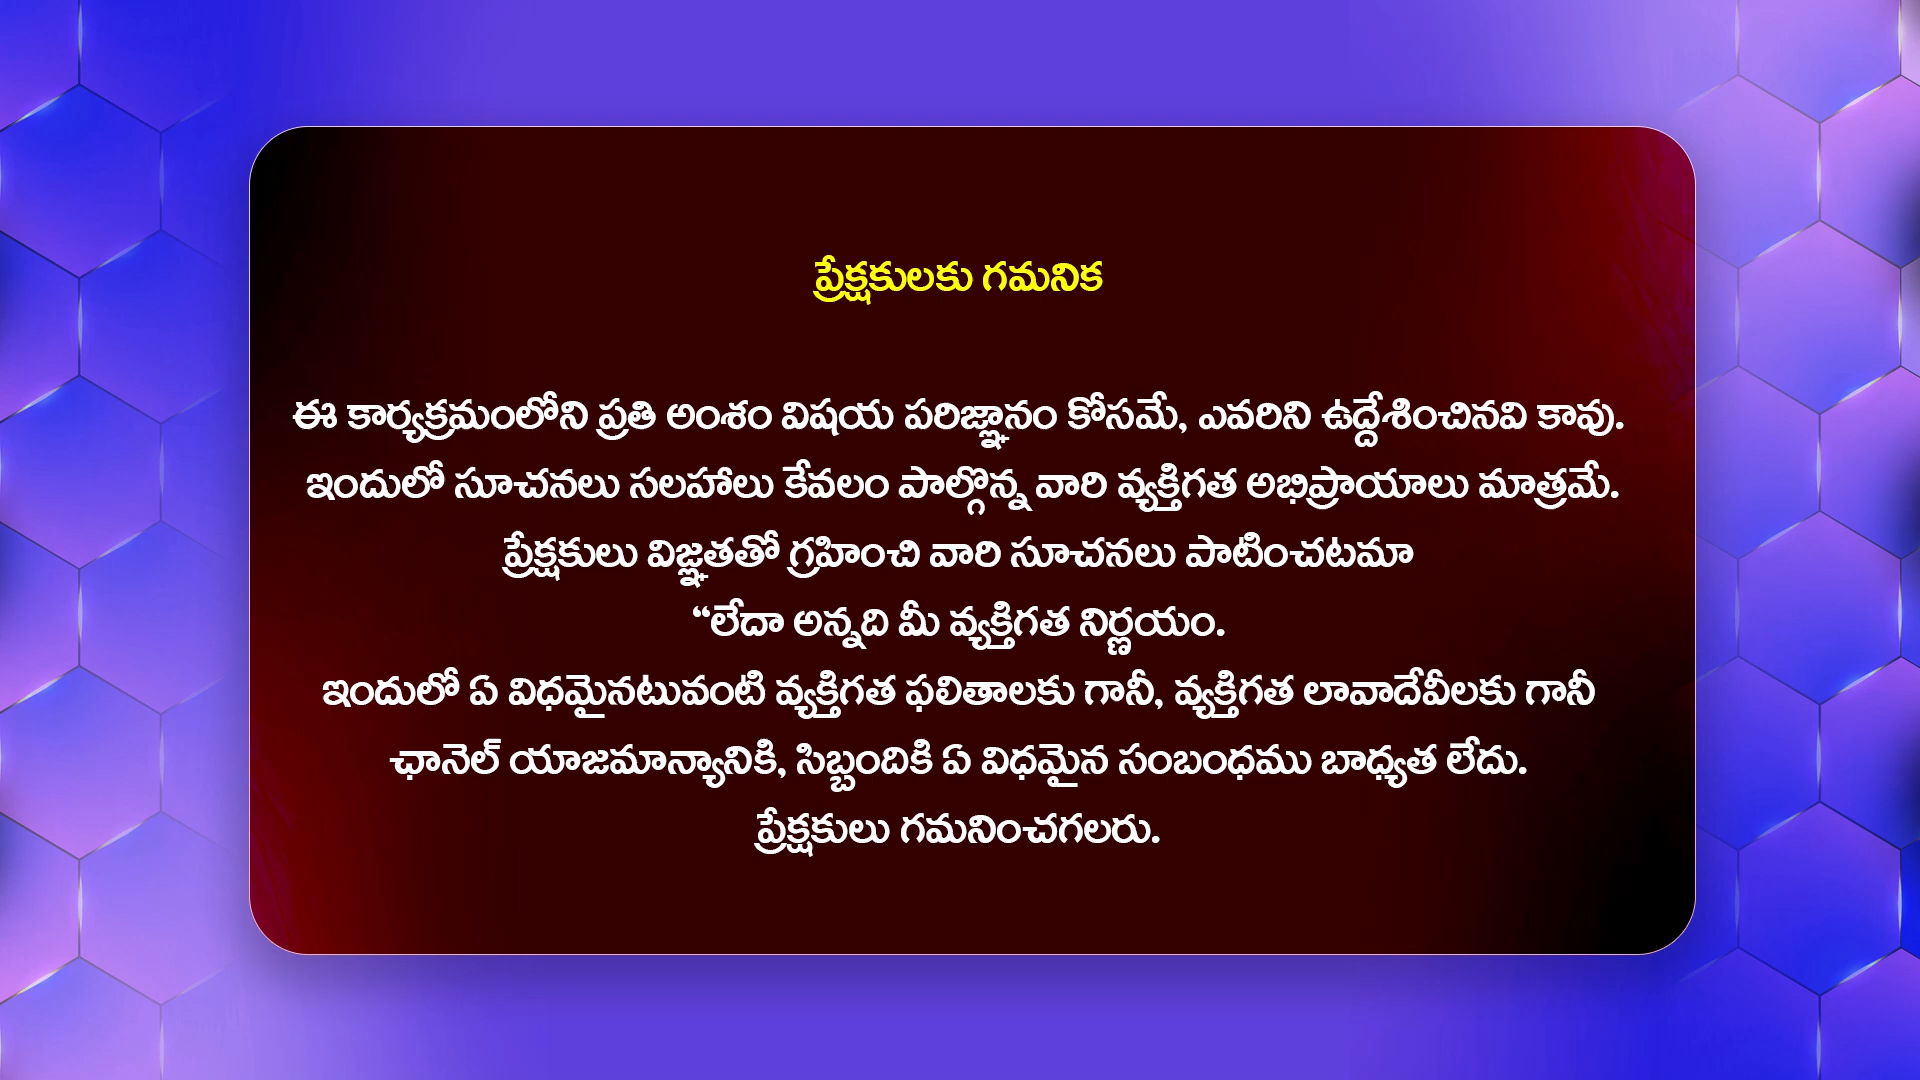 ప్రేక్షకులకు గమనిక
ఈ కార్యక్రమంలోని ప్రతి అంశం విషయ పరిజ్ఞానం కోసమే, ఎవరిని ఉద్దేశించినవి కావు.
ఇందులో సూచనలు సలహాలు కేవలం పాల్గొన్న వారి వ్యక్తిగత అభిప్రాయాలు మాత్రమే.
ప్రేక్షకులు విజ్ఞతతో గ్రహించి వారి సూచనలు పాటించటమా
“లేదా అన్నది మీ వ్యక్తిగత నిర్ణయం.
ఇందులో ఏ విధమైనటువంటి వ్యక్తిగత ఫలితాలకు గానీ, వ్యక్తిగత లావాదేవీలకు గానీ
ఛానెల్ యాజమాన్యానికి, సిబ్బందికి ఏ విధమైన సంబంధము బాధ్యత లేదు.
ప్రేక్షకులు గమనించగలరు.